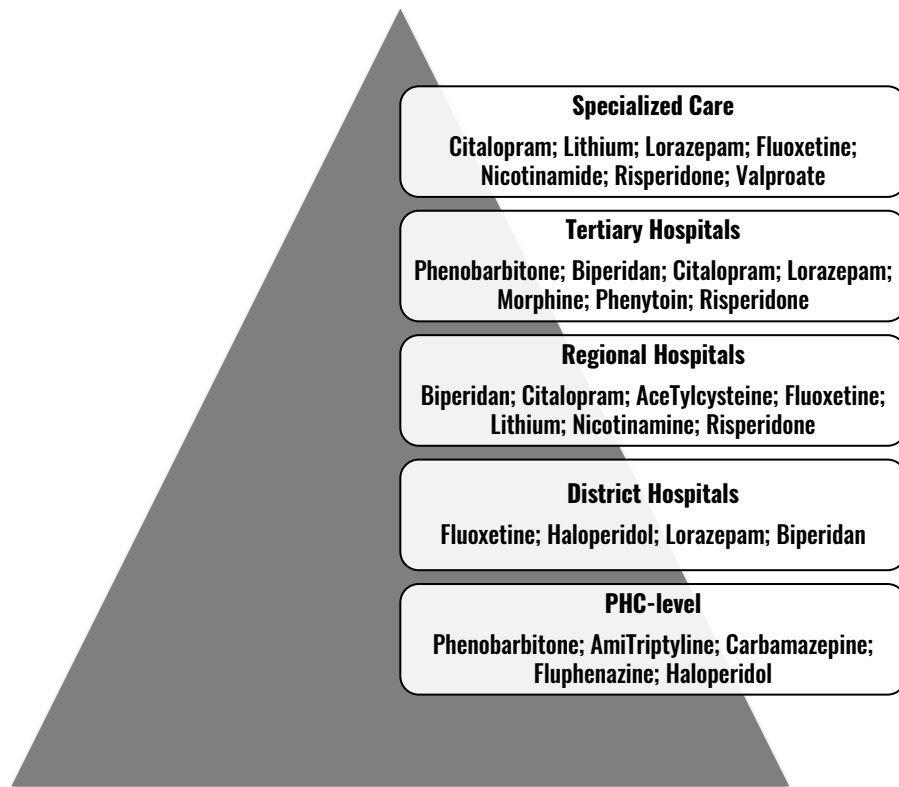 Specialized Care
Citalopram; Lithium; Lorazepam; Fluoxetine;
Nicotinamide; Risperidone; Valproate
Tertiary Hospitals
Phenobarbitone; Biperidan; Citalopram; Lorazepam;
Morphine; Phenytoin; Risperidone
Regional Hospitals
Biperidan; Citalopram; AceTylcysteine; Fluoxetine;
Lithium; Nicotinamine; Risperidone
District Hospitals
Fluoxetine; Haloperidol; Lorazepam; Biperidan
PHC-level
Phenobarbitone; AmiTriptyline; Carbamazepine;
Fluphenazine; Haloperidol